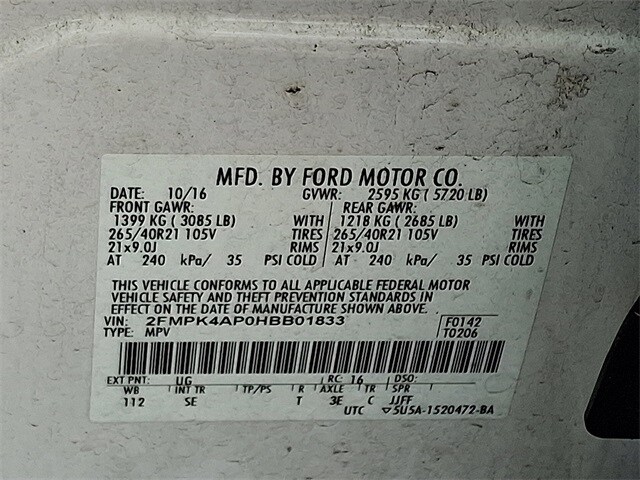 MFD. BY FORD MOTOR CO.
DATE: 10/16 GVWR: 2595 KG ( 5720 LB)
FRONT GAWR: REAR GAWR:
1399 KG ( 3085 LB) WITH 1218 KG ( 2685 LB) WITH
265/40R21 105V TIRES 265/40R21 105V TIRES
21x9.0J RIMS 21x9.0J RIMS
AT 240 kPa/ 35 PSI COLD AT 240 kPa/ 35 PSI COLD
THIS VEHICLE CONFORMS TO ALL APPLICABLE FEDERAL MOTOR
VEHICLE SAFETY AND THEFT PREVENTION STANDARDS IN
EFFECT ON THE DATE OF MANUFACTURE SHOWN ABOVE.
VIN: 2FMPK4AP0HBB01833 F0142
TYPE: MPV T0206
EXT PNT: UG RC: 16 DSO:
WB INT TR TP/PS R AXLE TR SPR
112 SE T 3E C JJFF
UTC ▽5U5A-1520472-BA